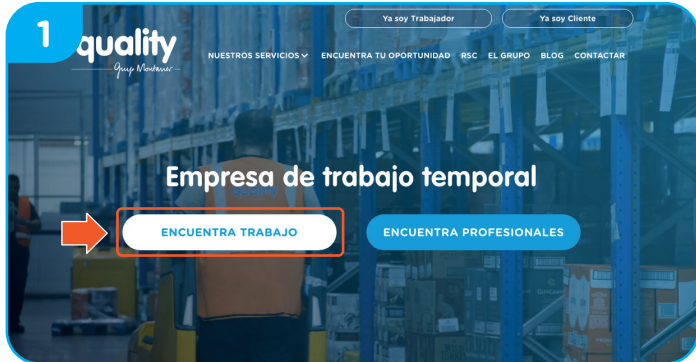 1
Ya soy Trabajador
Ya soy Cliente
quality
Grup Montaner
NUESTROS SERVICIOS
ENCUENTRA TU OPORTUNIDAD
RSC
EL GRUPO
BLOG
CONTACTAR
Empresa de trabajo temporal
ENCUENTRA TRABAJO
ENCUENTRA PROFESIONALES